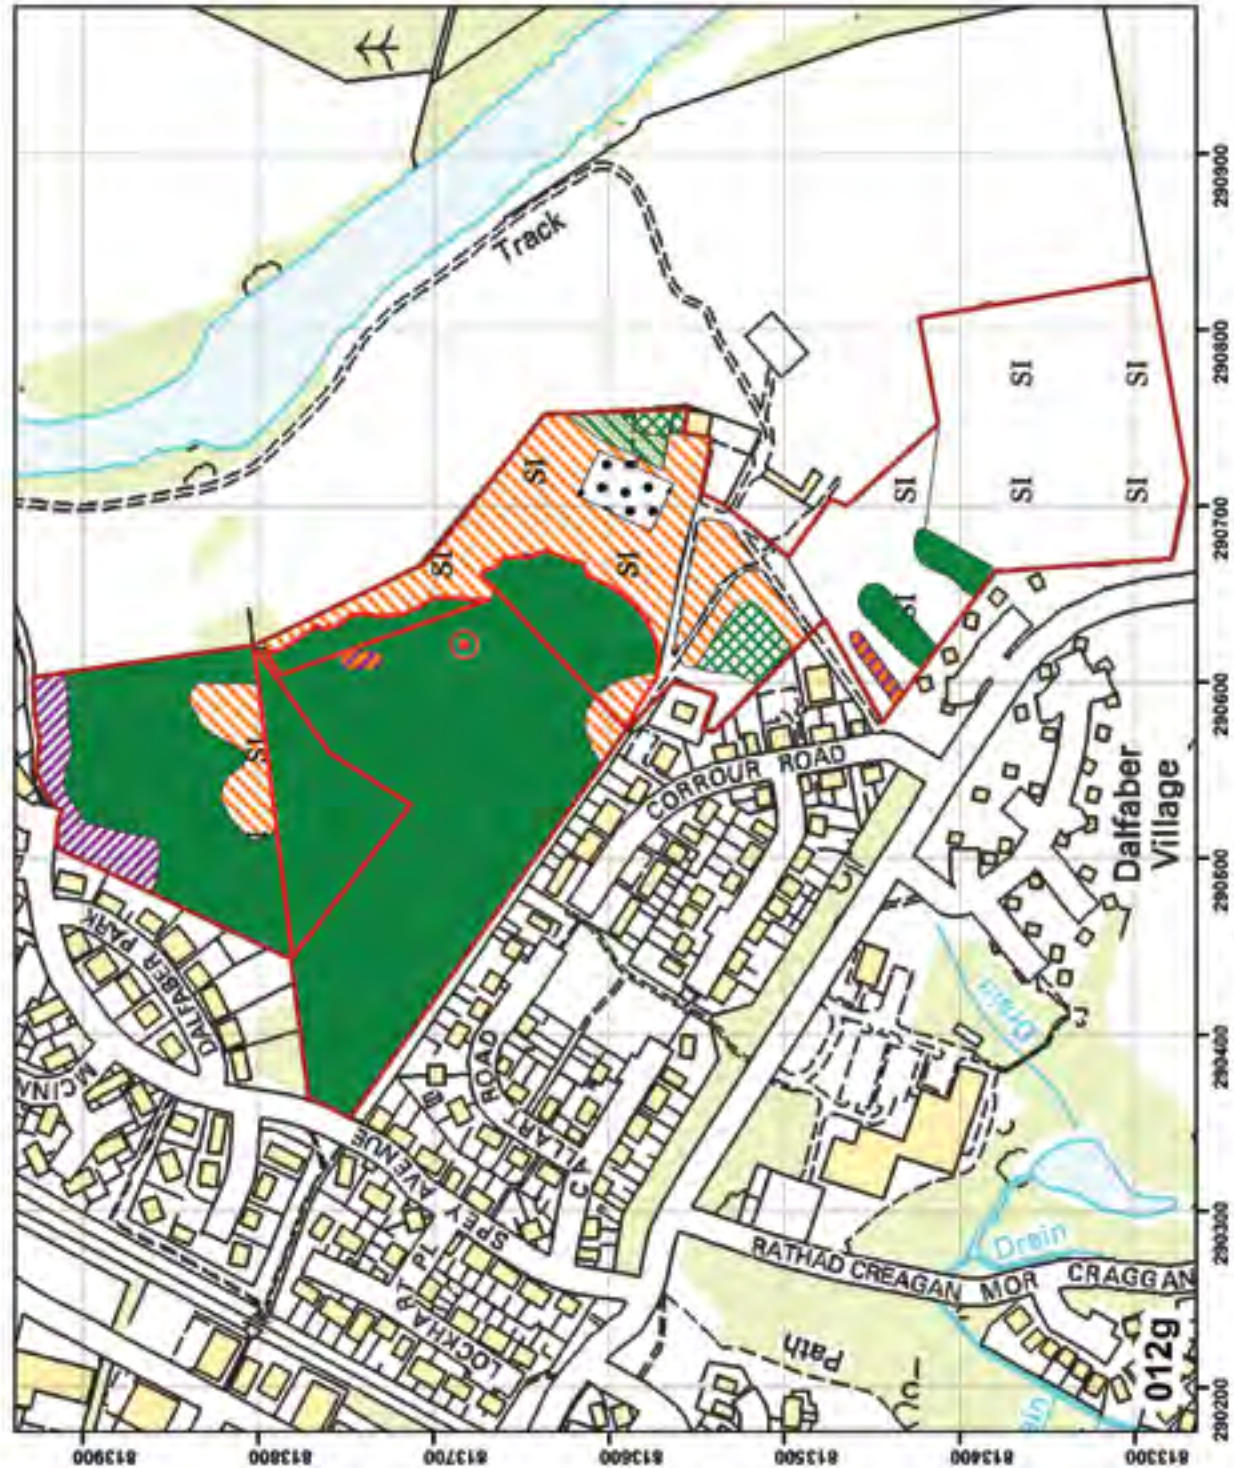 Track
SI
SI
SI
SI
SI
SI
SI
SI
SI
CORROUR ROAD
Dalfaber
Village
DALFABER PARK
MCINA
AVENUE
SPEY
CALLART
ROAD
LOCKHART PL
Drain
Drain
RATHAD CREAGAN MOR
CRAGGAN
Path
012g
290900
290800
290700
290600
290500
290400
290300
290200
813900
813800
813700
813600
813500
813400
813300